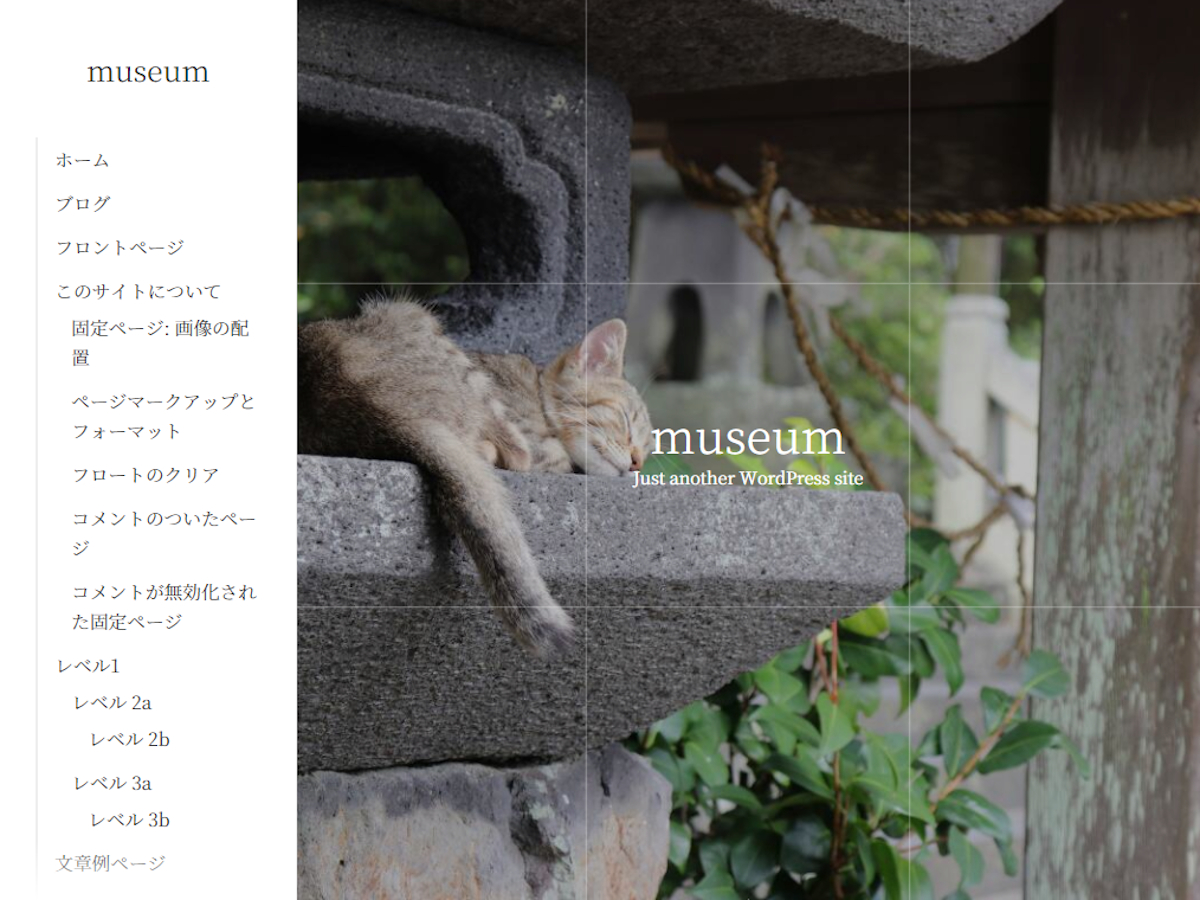 museum
ホーム
ブログ
フロントページ
このサイトについて
固定ページ: 画像の配
置
ページマークアップと
フォーマット
フロートのクリア
コメントのついたペー
ジ
コメントが無効化され
た固定ページ
レベル1
レベル 2a
レベル 2b
レベル 3a
レベル 3b
文章例ページ
museum
Just another WordPress site